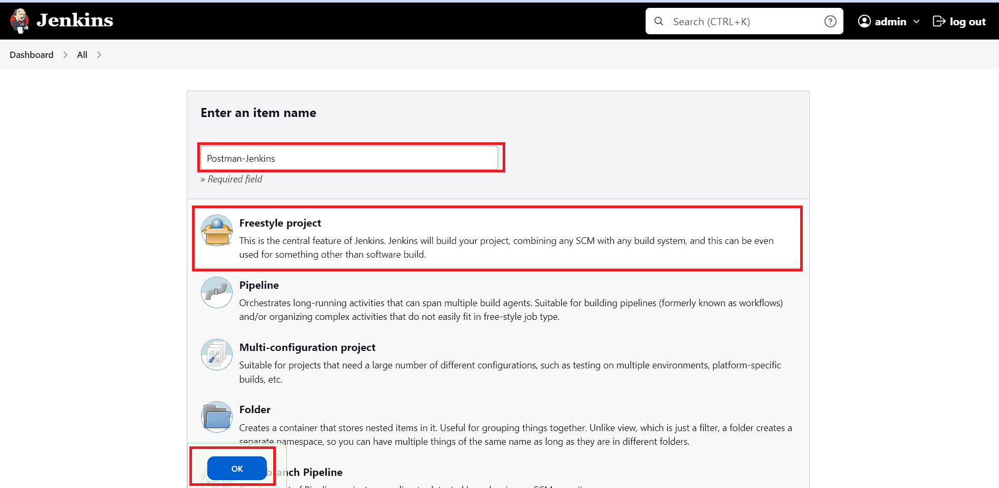 Jenkins
Search (CTRL+K)
admin
log out
Dashboard
All
Enter an item name
Postman-Jenkins
» Required field
Freestyle project
This is the central feature of Jenkins. Jenkins will build your project, combining any SCM with any build system, and this can be even
used for something other than software build.
Pipeline
Orchestrates long-running activities that can span multiple build agents. Suitable for building pipelines (formerly known as workflows)
and/or organizing complex activities that do not easily fit in free-style job type.
Multi-configuration project
Suitable for projects that need a large number of different configurations, such as testing on multiple environments, platform-specific
builds, etc.
Folder
Creates a container that stores nested items in it. Useful for grouping things together. Unlike view, which is just a filter, a folder creates a
separate namespace, so you can have multiple things of the same name as long as they are in different folders.
OK
Pipeline